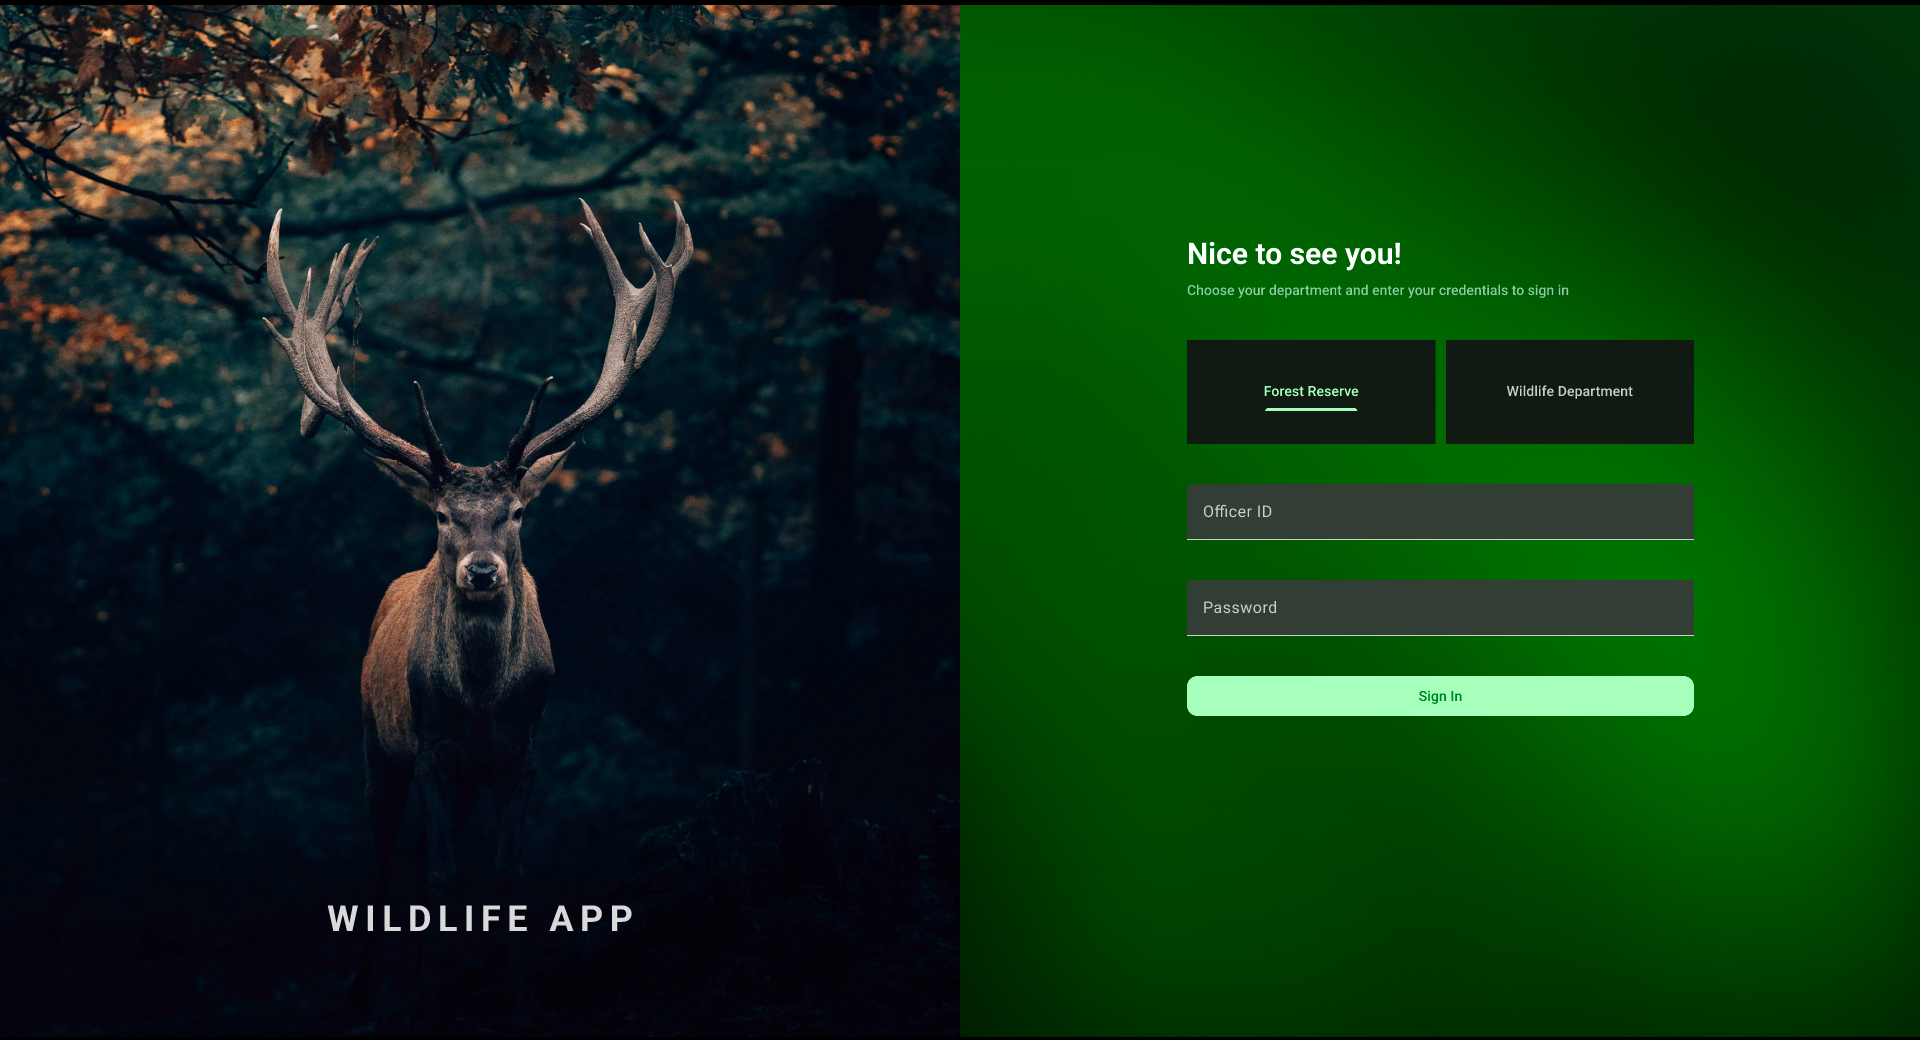 WILDLIFE APP
Nice to see you!
Choose your department and enter your credentials to sign in
Forest Reserve
Wildlife Department
Officer ID
Password
Sign In